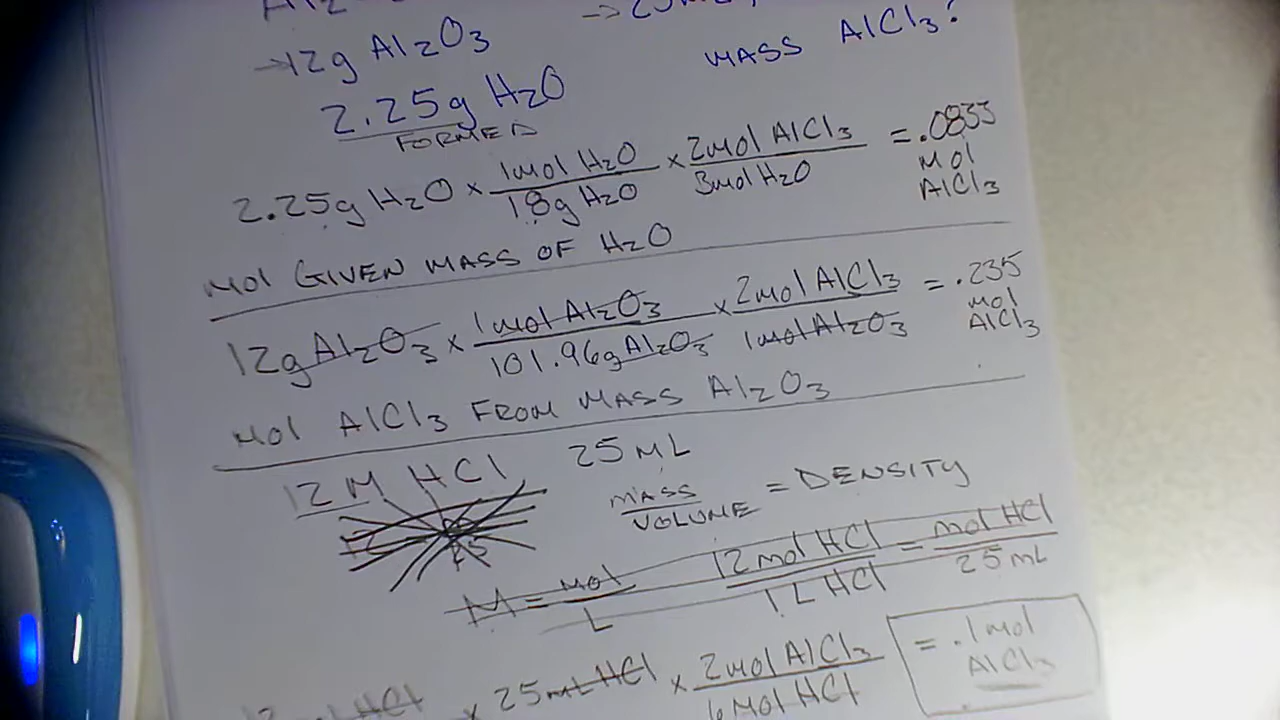 → 12g Al2O3
MASS AlCl3?
2.25g H2O
FORMED
2.25g H2O × 1mol H2O / 18g H2O × 2mol AlCl3 / 3mol H2O = .0833 mol AlCl3
mol GIVEN MASS OF H2O
12g Al2O3 × 1mol Al2O3 / 101.96g Al2O3 × 2mol AlCl3 / 1mol Al2O3 = .235 mol AlCl3
mol AlCl3 FROM MASS Al2O3
12M HCl 25mL
MASS / VOLUME = DENSITY
M = mol / L 12mol HCl / 1L HCl = mol HCl / 25mL
HCl × 25mL HCl × 2mol AlCl3 / 6mol HCl = .1mol AlCl3